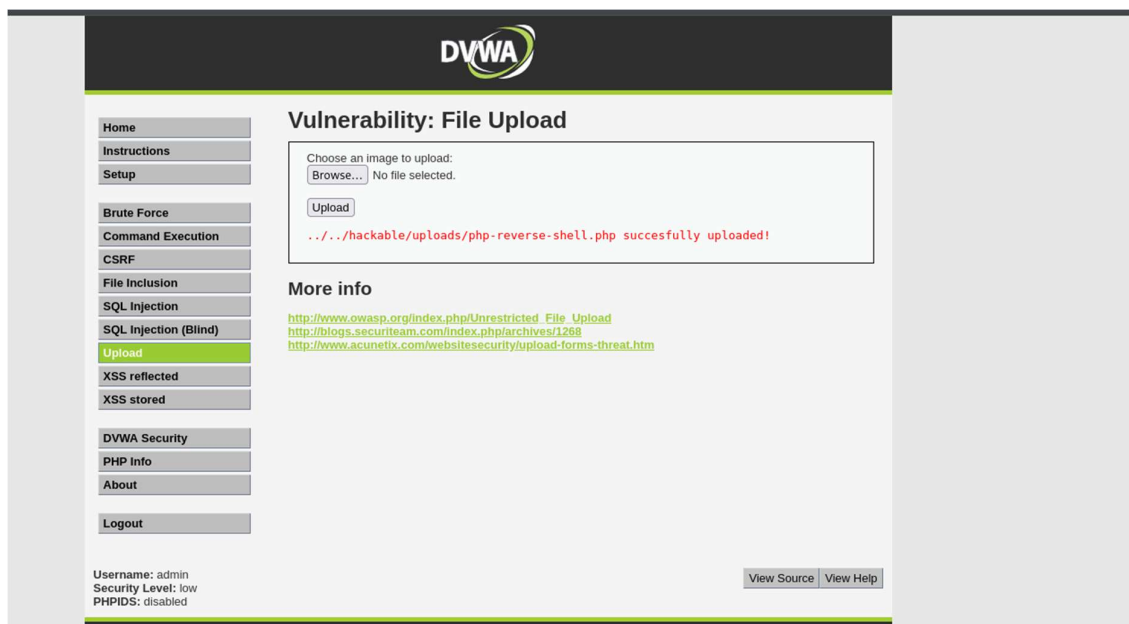 DVWA
Home
Instructions
Setup
Brute Force
Command Execution
CSRF
File Inclusion
SQL Injection
SQL Injection (Blind)
Upload
XSS reflected
XSS stored
DVWA Security
PHP Info
About
Logout
Vulnerability: File Upload
Choose an image to upload:
Browse... No file selected.
Upload
../../hackable/uploads/php-reverse-shell.php succesfully uploaded!
More info
http://www.owasp.org/index.php/Unrestricted_File_Upload
http://blogs.securiteam.com/index.php/archives/1268
http://www.acunetix.com/websitesecurity/upload-forms-threat.htm
Username: admin
Security Level: low
PHPIDS: disabled
View Source View Help